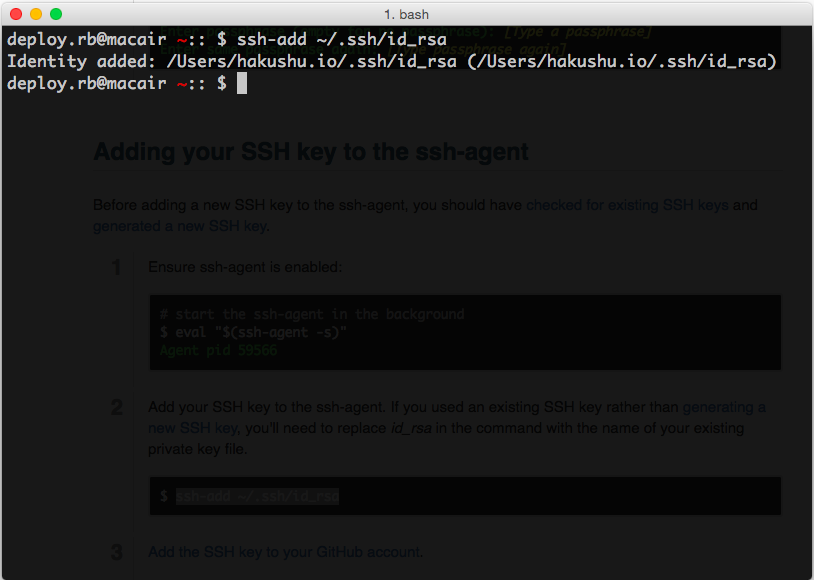 1. bash
deploy.rb@macair ~:: $ ssh-add ~/.ssh/id_rsa
Identity added: /Users/hakushu.io/.ssh/id_rsa (/Users/hakushu.io/.ssh/id_rsa)
deploy.rb@macair ~:: $
[Type a passphrase]
passphrase again]
Adding your SSH key to the ssh-agent
Before adding a new SSH key to the ssh-agent, you should have checked for existing SSH keys and
generated a new SSH key.
1 Ensure ssh-agent is enabled:
# start the ssh-agent in the background
$ eval "$(ssh-agent -s)"
Agent pid 59566
2 Add your SSH key to the ssh-agent. If you used an existing SSH key rather than generating a
new SSH key, you'll need to replace id_rsa in the command with the name of your existing
private key file.
$ ssh-add ~/.ssh/id_rsa
3 Add the SSH key to your GitHub account.